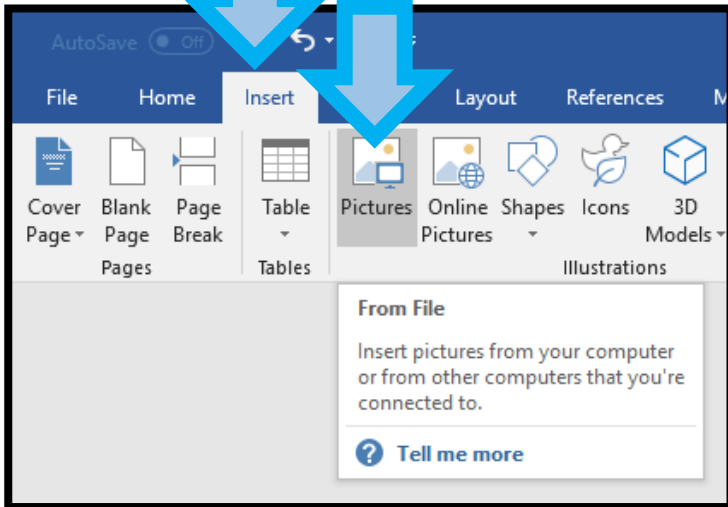 AutoSave Off
File Home Insert Layout References M
Cover Page
Blank Page
Page Break
Table
Pictures
Online Pictures
Shapes
Icons
3D Models
Pages Tables Illustrations
From File
Insert pictures from your computer
or from other computers that you're
connected to.
? Tell me more